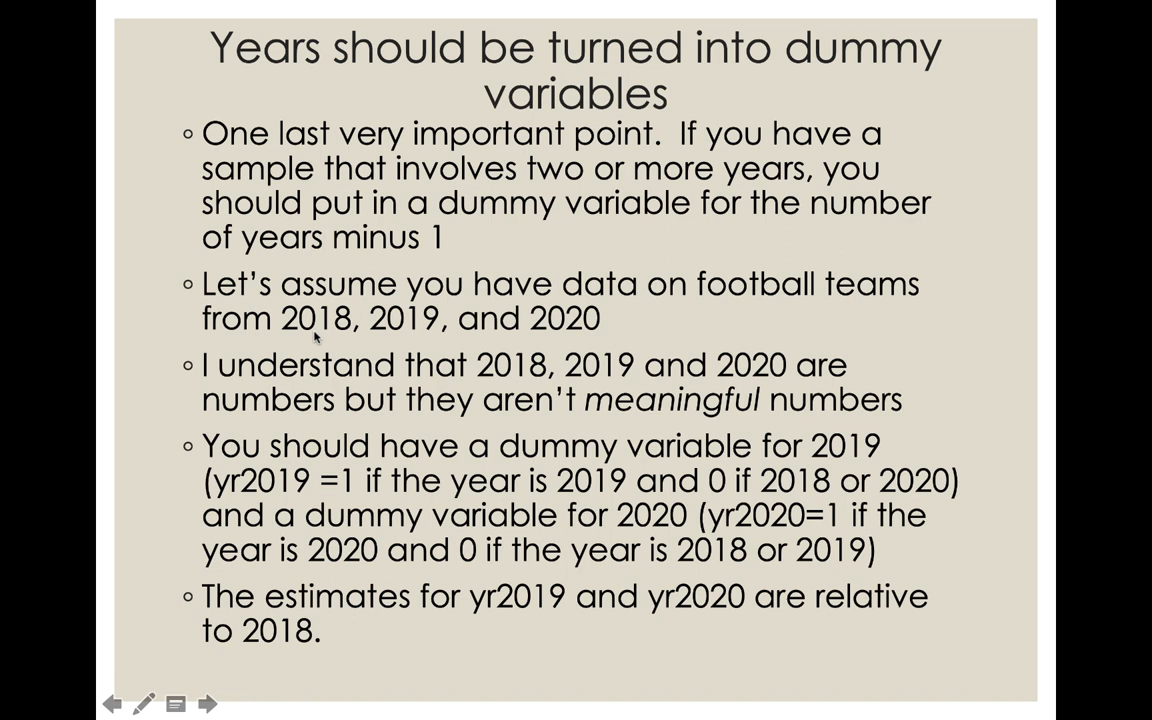 Years should be turned into dummy
variables
◦ One last very important point.  If you have a
sample that involves two or more years, you
should put in a dummy variable for the number
of years minus 1
◦ Let’s assume you have data on football teams
from 2018, 2019, and 2020
◦ I understand that 2018, 2019 and 2020 are
numbers but they aren’t meaningful numbers
◦ You should have a dummy variable for 2019
(yr2019 =1 if the year is 2019 and 0 if 2018 or 2020)
and a dummy variable for 2020 (yr2020=1 if the
year is 2020 and 0 if the year is 2018 or 2019)
◦ The estimates for yr2019 and yr2020 are relative
to 2018.